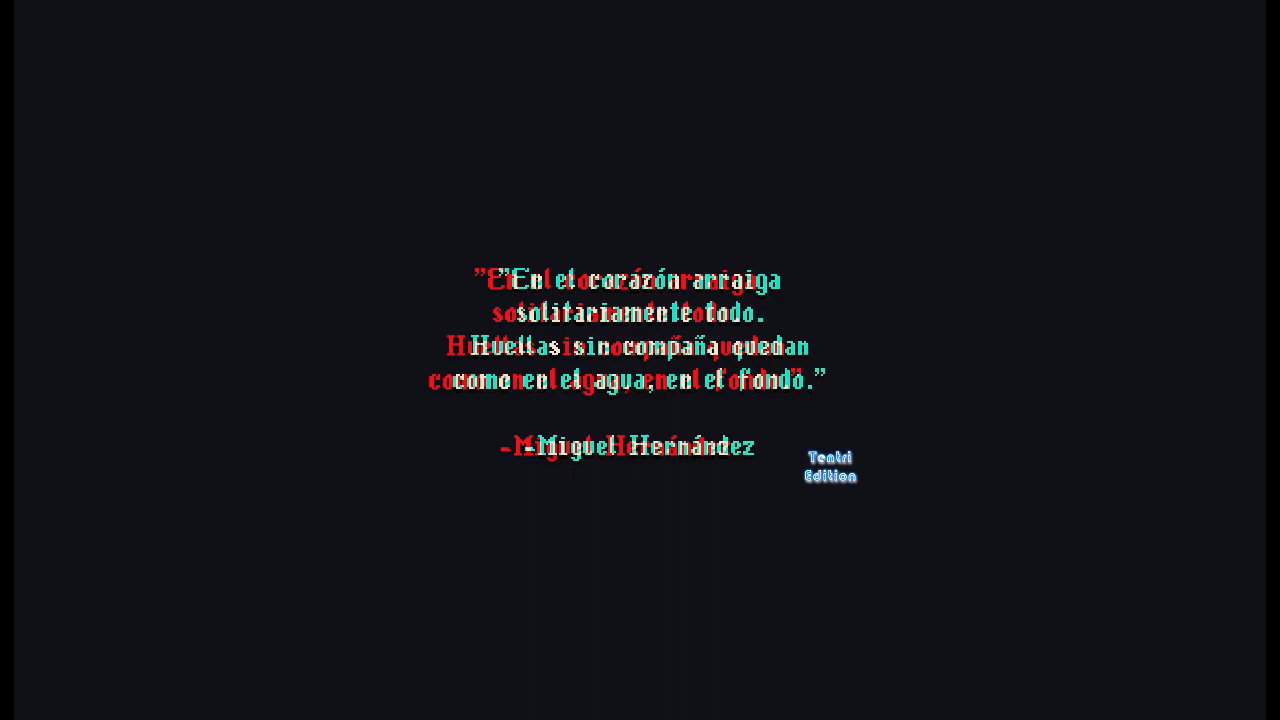 ”En el corazón arraiga
solitariamente todo.
Huellas sin compaña quedan
como en el agua, en el fondo.”
-Miguel Hernández
Tentri
Edition